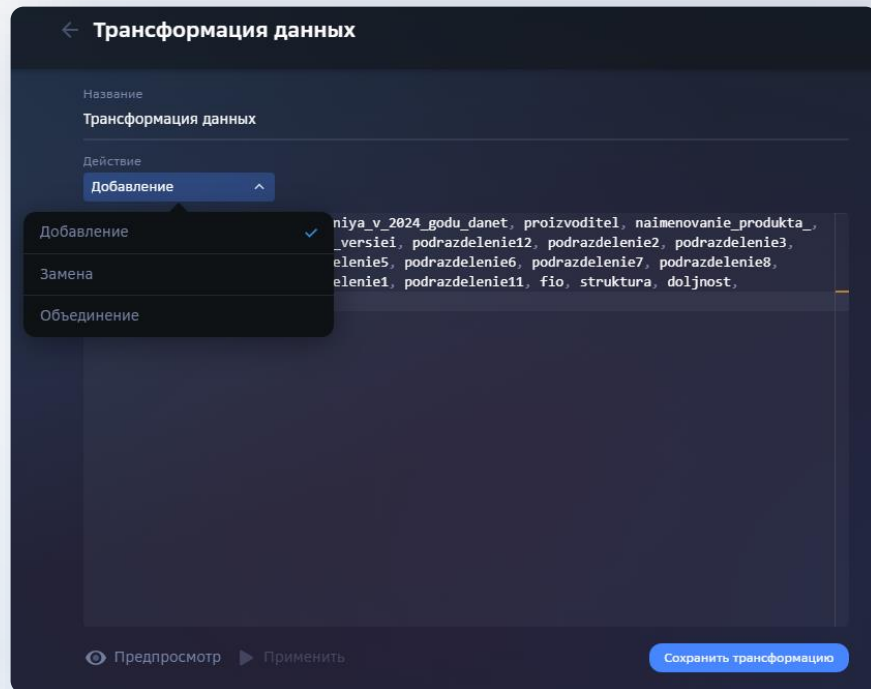 Трансформация данных
Название
Трансформация данных
Действие
Добавление
Добавление
Замена
Объединение
niya_v_2024_godu_danet, proizvoditel, naimenovanie_produkta_,
_versiei, podrazdelenie12, podrazdelenie2, podrazdelenie3,
elenie5, podrazdelenie6, podrazdelenie7, podrazdelenie8,
elenie1, podrazdelenie11, fio, struktura, doljnost,
Предпросмотр
Применить
Сохранить трансформацию